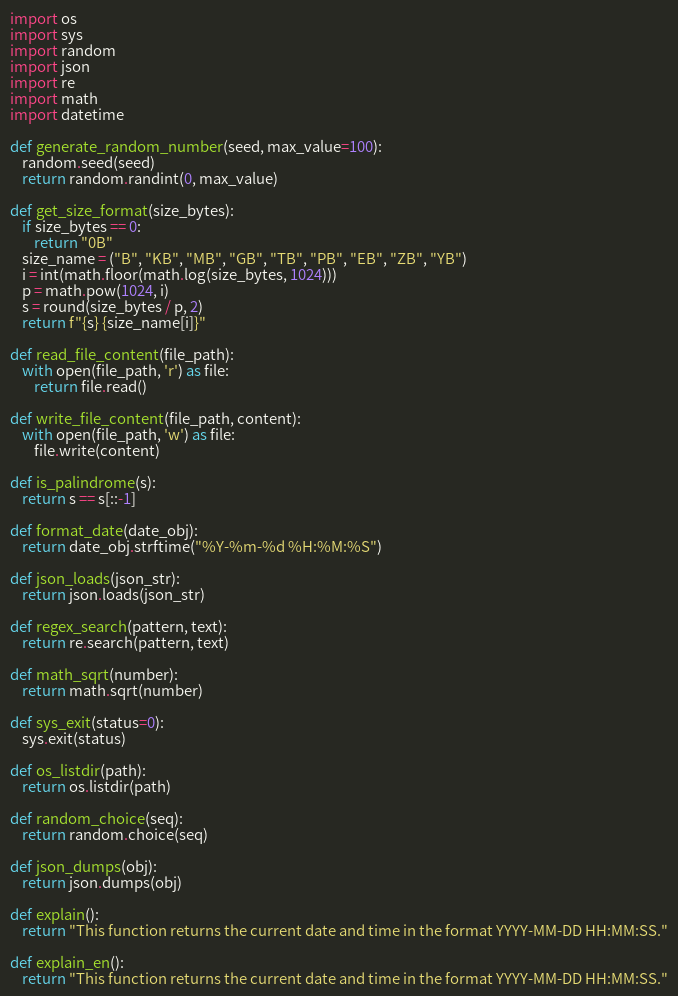 import os
import sys
import random
import json
import re
import math
import datetime

def generate_random_number(seed, max_value=100):
    random.seed(seed)
    return random.randint(0, max_value)

def get_size_format(size_bytes):
    if size_bytes == 0:
        return "0B"
    size_name = ("B", "KB", "MB", "GB", "TB", "PB", "EB", "ZB", "YB")
    i = int(math.floor(math.log(size_bytes, 1024)))
    p = math.pow(1024, i)
    s = round(size_bytes / p, 2)
    return f"{s} {size_name[i]}"

def read_file_content(file_path):
    with open(file_path, 'r') as file:
        return file.read()

def write_file_content(file_path, content):
    with open(file_path, 'w') as file:
        file.write(content)

def is_palindrome(s):
    return s == s[::-1]

def format_date(date_obj):
    return date_obj.strftime("%Y-%m-%d %H:%M:%S")

def json_loads(json_str):
    return json.loads(json_str)

def regex_search(pattern, text):
    return re.search(pattern, text)

def math_sqrt(number):
    return math.sqrt(number)

def sys_exit(status=0):
    sys.exit(status)

def os_listdir(path):
    return os.listdir(path)

def random_choice(seq):
    return random.choice(seq)

def json_dumps(obj):
    return json.dumps(obj)

def explain():
    return "This function returns the current date and time in the format YYYY-MM-DD HH:MM:SS."

def explain_en():
    return "This function returns the current date and time in the format YYYY-MM-DD HH:MM:SS."